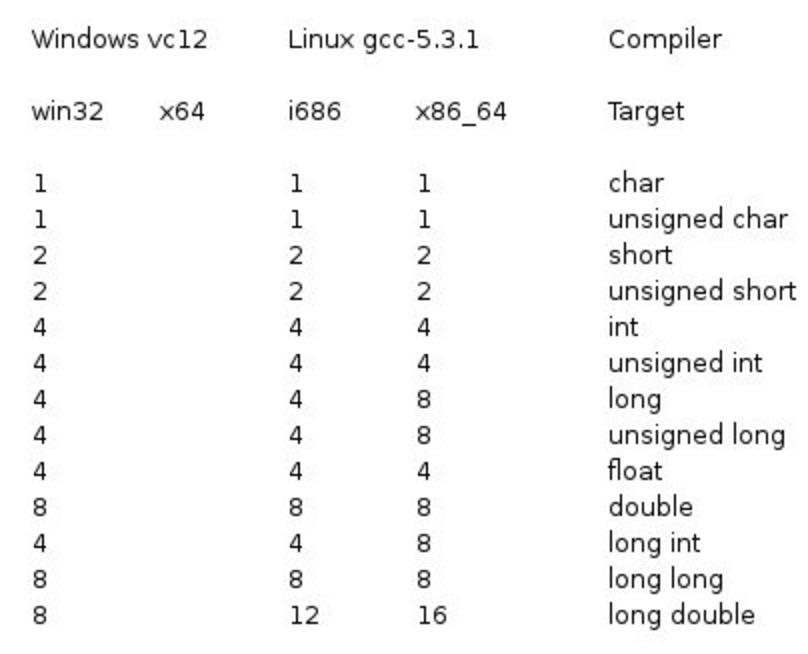 Windows vc12 Linux gcc-5.3.1 Compiler
win32 x64 i686 x86_64 Target
1 1 1 char
1 1 1 unsigned char
2 2 2 short
2 2 2 unsigned short
4 4 4 int
4 4 4 unsigned int
4 4 8 long
4 4 8 unsigned long
4 4 4 float
8 8 8 double
4 4 8 long int
8 8 8 long long
8 12 16 long double